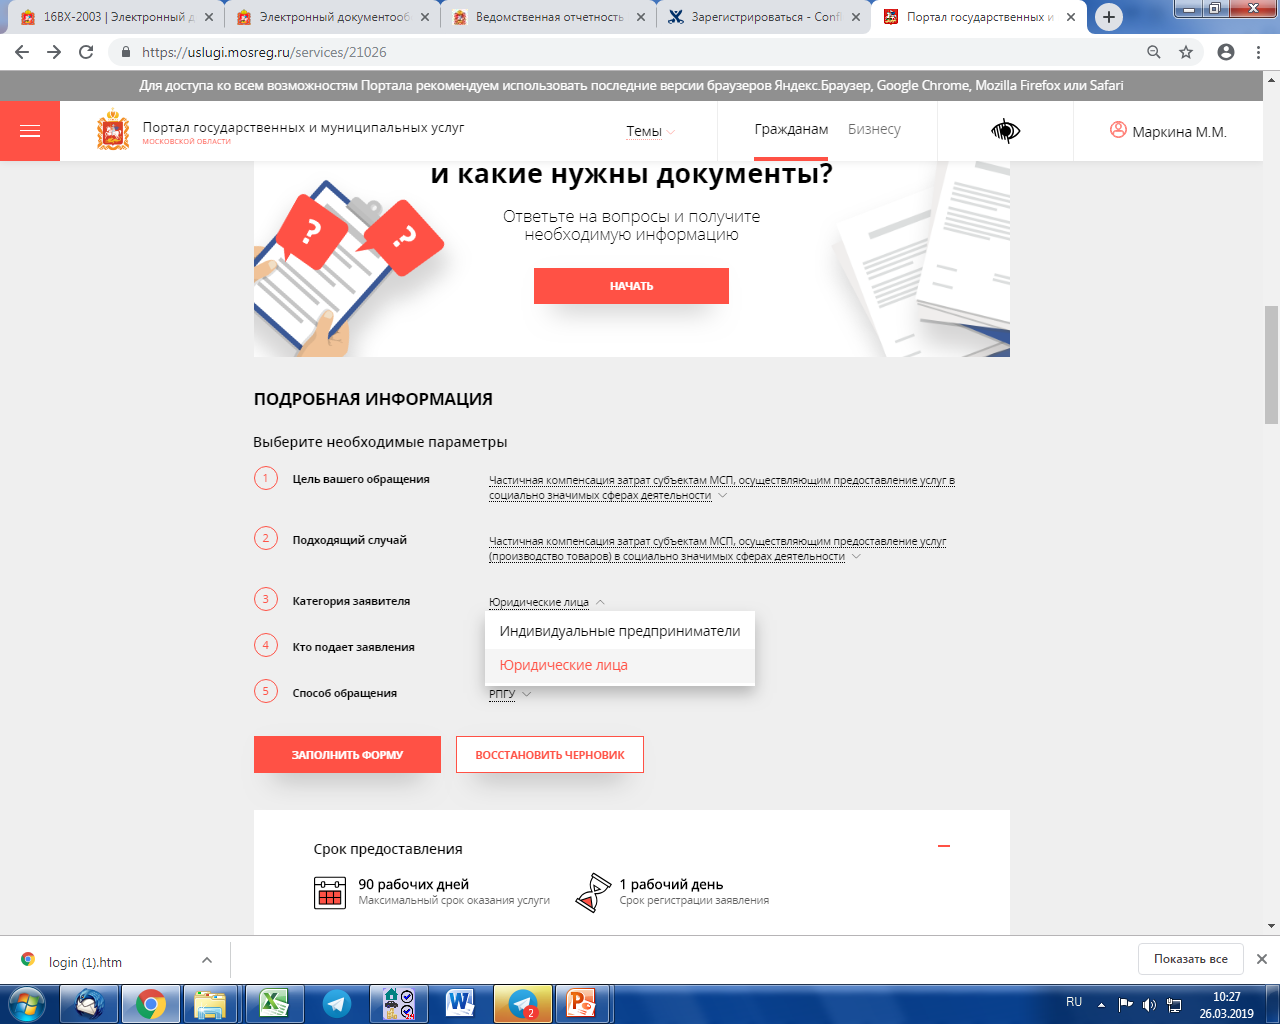 16ВХ-2003 | Электронный д
Электронный документооб
Ведомственная отчетность
Зарегистрироваться - Confl
Портал государственных и
https://uslugi.mosreg.ru/services/21026
Для доступа ко всем возможностям Портала рекомендуем использовать последние версии браузеров Яндекс.Браузер, Google Chrome, Mozilla Firefox или Safari
Портал государственных и муниципальных услуг
МОСКОВСКОЙ ОБЛАСТИ
Темы
Гражданам
Бизнесу
Маркина М.М.
и какие нужны документы?
Ответьте на вопросы и получите
необходимую информацию
НАЧАТЬ
? ?
ПОДРОБНАЯ ИНФОРМАЦИЯ
Выберите необходимые параметры
1 Цель вашего обращения
Частичная компенсация затрат субъектам МСП, осуществляющим предоставление услуг в
социально значимых сферах деятельности
2 Подходящий случай
Частичная компенсация затрат субъектам МСП, осуществляющим предоставление услуг
(производство товаров) в социально значимых сферах деятельности
3 Категория заявителя
Юридические лица
Индивидуальные предприниматели
Юридические лица
4 Кто подает заявления
5 Способ обращения
РПГУ
ЗАПОЛНИТЬ ФОРМУ
ВОССТАНОВИТЬ ЧЕРНОВИК
Срок предоставления
90 рабочих дней
Максимальный срок оказания услуги
1 рабочий день
Срок регистрации заявления
login (1).htm
Показать все
2
RU
10:27
26.03.2019